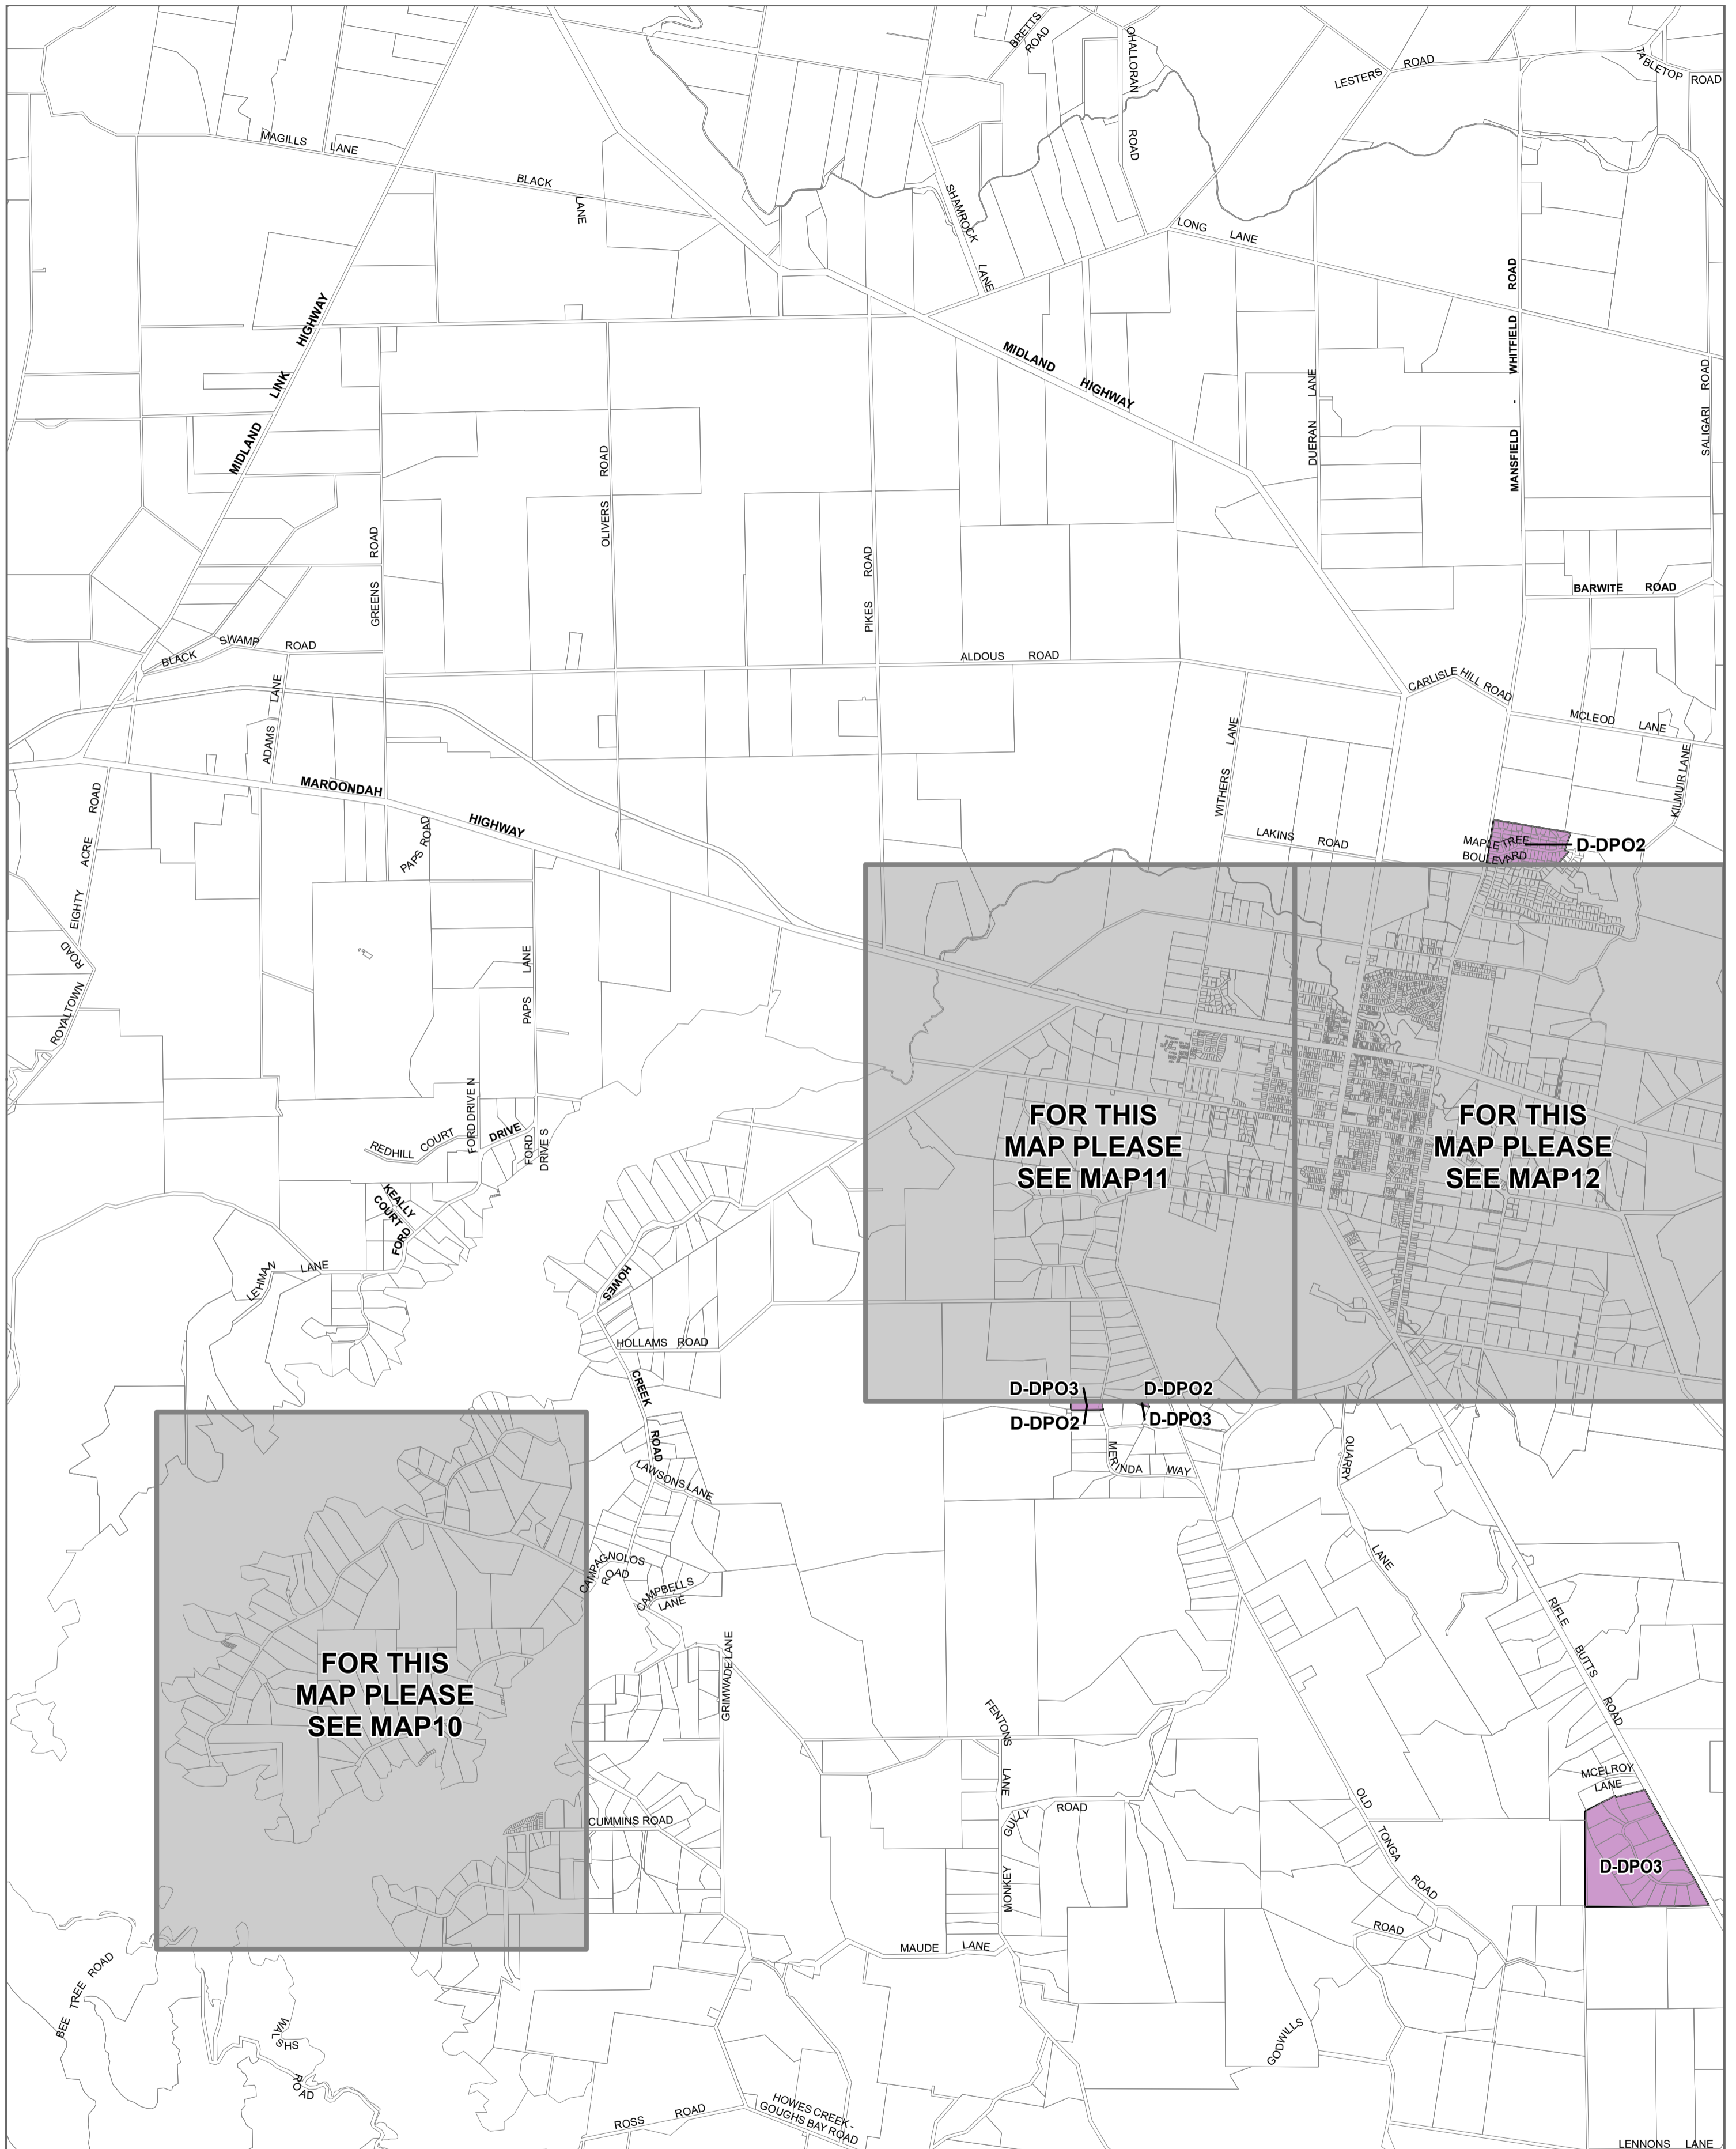 BRETTS
ROAD
OHALLORAN
ROAD
LESTERS ROAD
TABLETOP ROAD
MAGILLS LANE
BLACK
LANE
SHAMROCK
LANE
LONG LANE
MIDLAND LINK HIGHWAY
MIDLAND HIGHWAY
DUERAN LANE
MANSFIELD - WHITFIELD ROAD
SALIGARI ROAD
OLIVERS ROAD
GREENS ROAD
PIKES ROAD
BARWITE ROAD
BLACK SWAMP ROAD
ALDOUS ROAD
CARLISLE HILL ROAD
MCLEOD LANE
ADAMS LANE
WITHERS LANE
KILMUIR LANE
MAROONDAH HIGHWAY
EIGHTY ACRE ROAD
PAPS ROAD
LAKINS ROAD
MAPLE TREE
BOULEVARD
D-DPO2
ROYALTOWN ROAD
PAPS LANE
REDHILL COURT
FORD DRIVE N
DRIVE
FORD
DRIVE S
FOR THIS
MAP PLEASE
SEE MAP11
FOR THIS
MAP PLEASE
SEE MAP12
KEALLY
COURT
FORD D
LEHMAN LANE
HOWES
HOLLAMS ROAD
CREEK
ROAD
D-DPO3
D-DPO2
D-DPO2
D-DPO3
MERINDA WAY
QUARRY
LANE
LAWSONS LANE
CAMPAGNOLOS
ROAD
CAMPBELLS
LANE
FOR THIS
MAP PLEASE
SEE MAP10
GRIMWADE LANE
RIFLE BUTTS ROAD
FENTONS
LANE
MCELROY
LANE
D-DPO3
CUMMINS ROAD
GULLY ROAD
MONKEY
OLD TONGA ROAD
ROAD
MAUDE LANE
BEE TREE ROAD
WALSHS
ROAD
GODWILLS
ROSS ROAD
HOWES CREEK -
GOUGHS BAY ROAD
LENNONS LANE